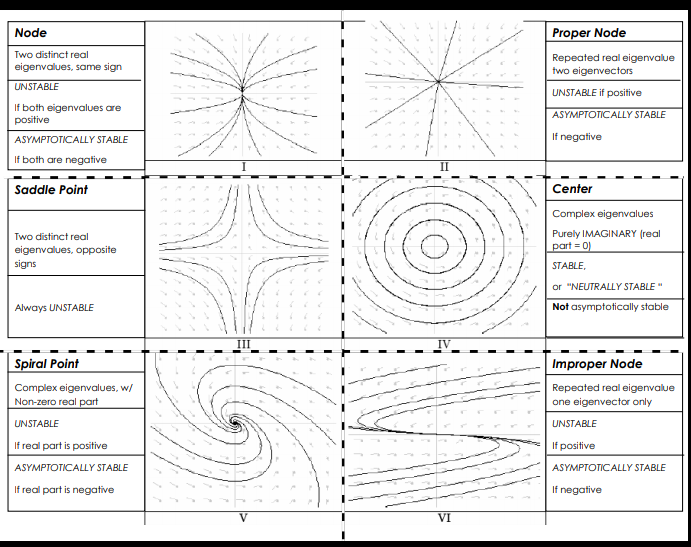 Node
Two distinct real
eigenvalues, same sign
UNSTABLE
If both eigenvalues are
positive
ASYMPTOTICALLY STABLE
If both are negative
I
II
Proper Node
Repeated real eigenvalue
two eigenvectors
UNSTABLE if positive
ASYMPTOTICALLY STABLE
If negative
Saddle Point
Two distinct real
eigenvalues, opposite
signs
Always UNSTABLE
III
IV
Center
Complex eigenvalues
Purely IMAGINARY (real
part = 0)
STABLE,
or "NEUTRALLY STABLE "
Not asymptotically stable
Spiral Point
Complex eigenvalues, w/
Non-zero real part
UNSTABLE
If real part is positive
ASYMPTOTICALLY STABLE
If real part is negative
V
VI
Improper Node
Repeated real eigenvalue
one eigenvector only
UNSTABLE
If positive
ASYMPTOTICALLY STABLE
If negative